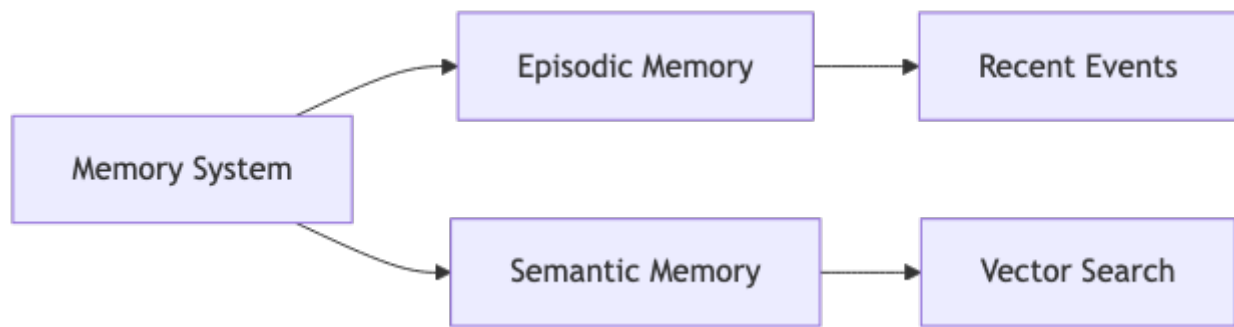 Memory System
Episodic Memory
Recent Events
Semantic Memory
Vector Search